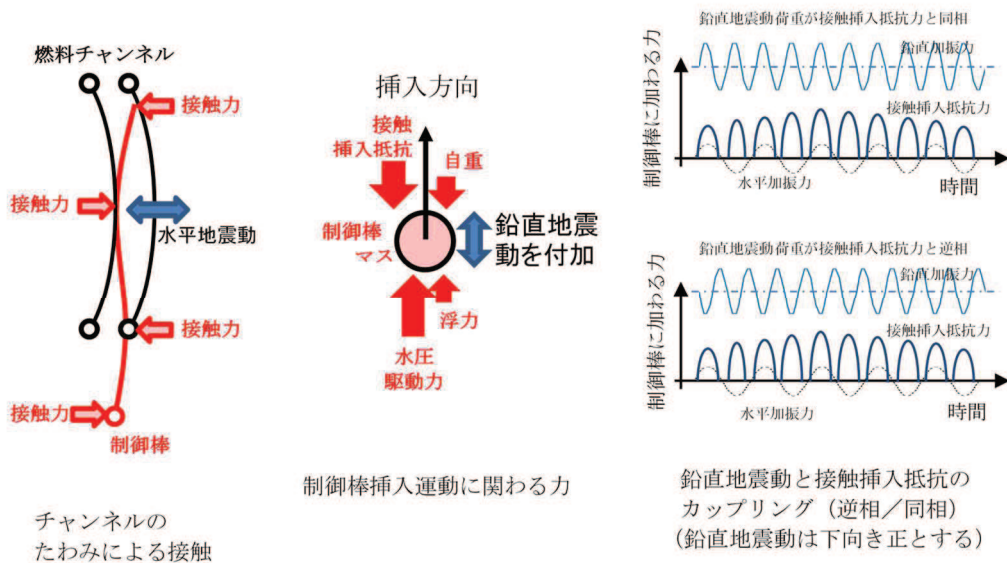 燃料チャンネル
接触力
接触力
水平地震動
接触力
接触力
制御棒
チャンネルの
たわみによる接触
挿入方向
接触
挿入抵抗
自重
制御棒
マス
鉛直地震
動を付加
浮力
水圧
駆動力
制御棒挿入運動に関わる力
鉛直地震動荷重が接触挿入抵抗力と同相
鉛直加振力
接触挿入抵抗力
制御棒に加わる力
水平加振力
時間
鉛直地震動荷重が接触挿入抵抗力と逆相
鉛直加振力
接触挿入抵抗力
制御棒に加わる力
水平加振力
時間
鉛直地震動と接触挿入抵抗の
カップリング（逆相／同相）
（鉛直地震動は下向き正とする）